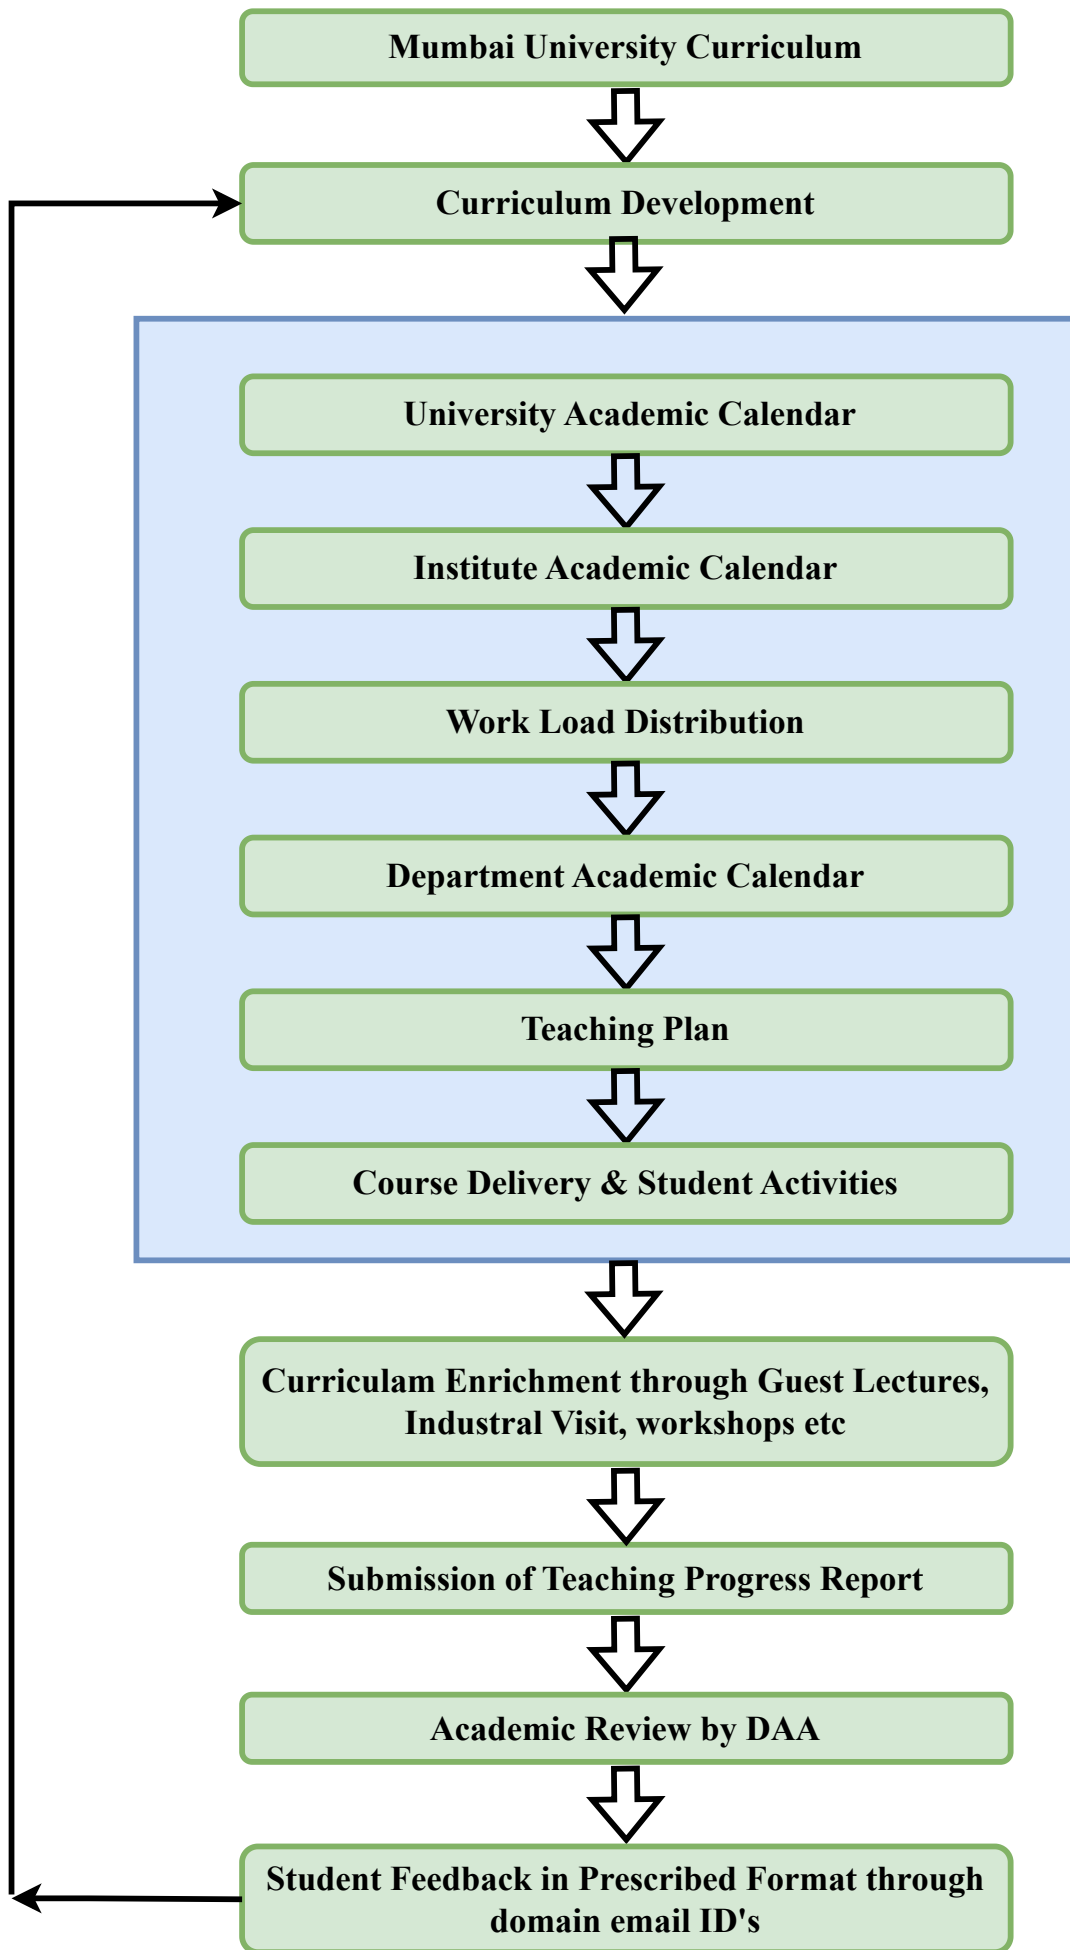 Mumbai University Curriculum
Curriculum Development
University Academic Calendar
Institute Academic Calendar
Work Load Distribution
Department Academic Calendar
Teaching Plan
Course Delivery & Student Activities
Curriculam Enrichment through Guest Lectures,
Industral Visit, workshops etc
Submission of Teaching Progress Report
Academic Review by DAA
Student Feedback in Prescribed Format through
domain email ID's